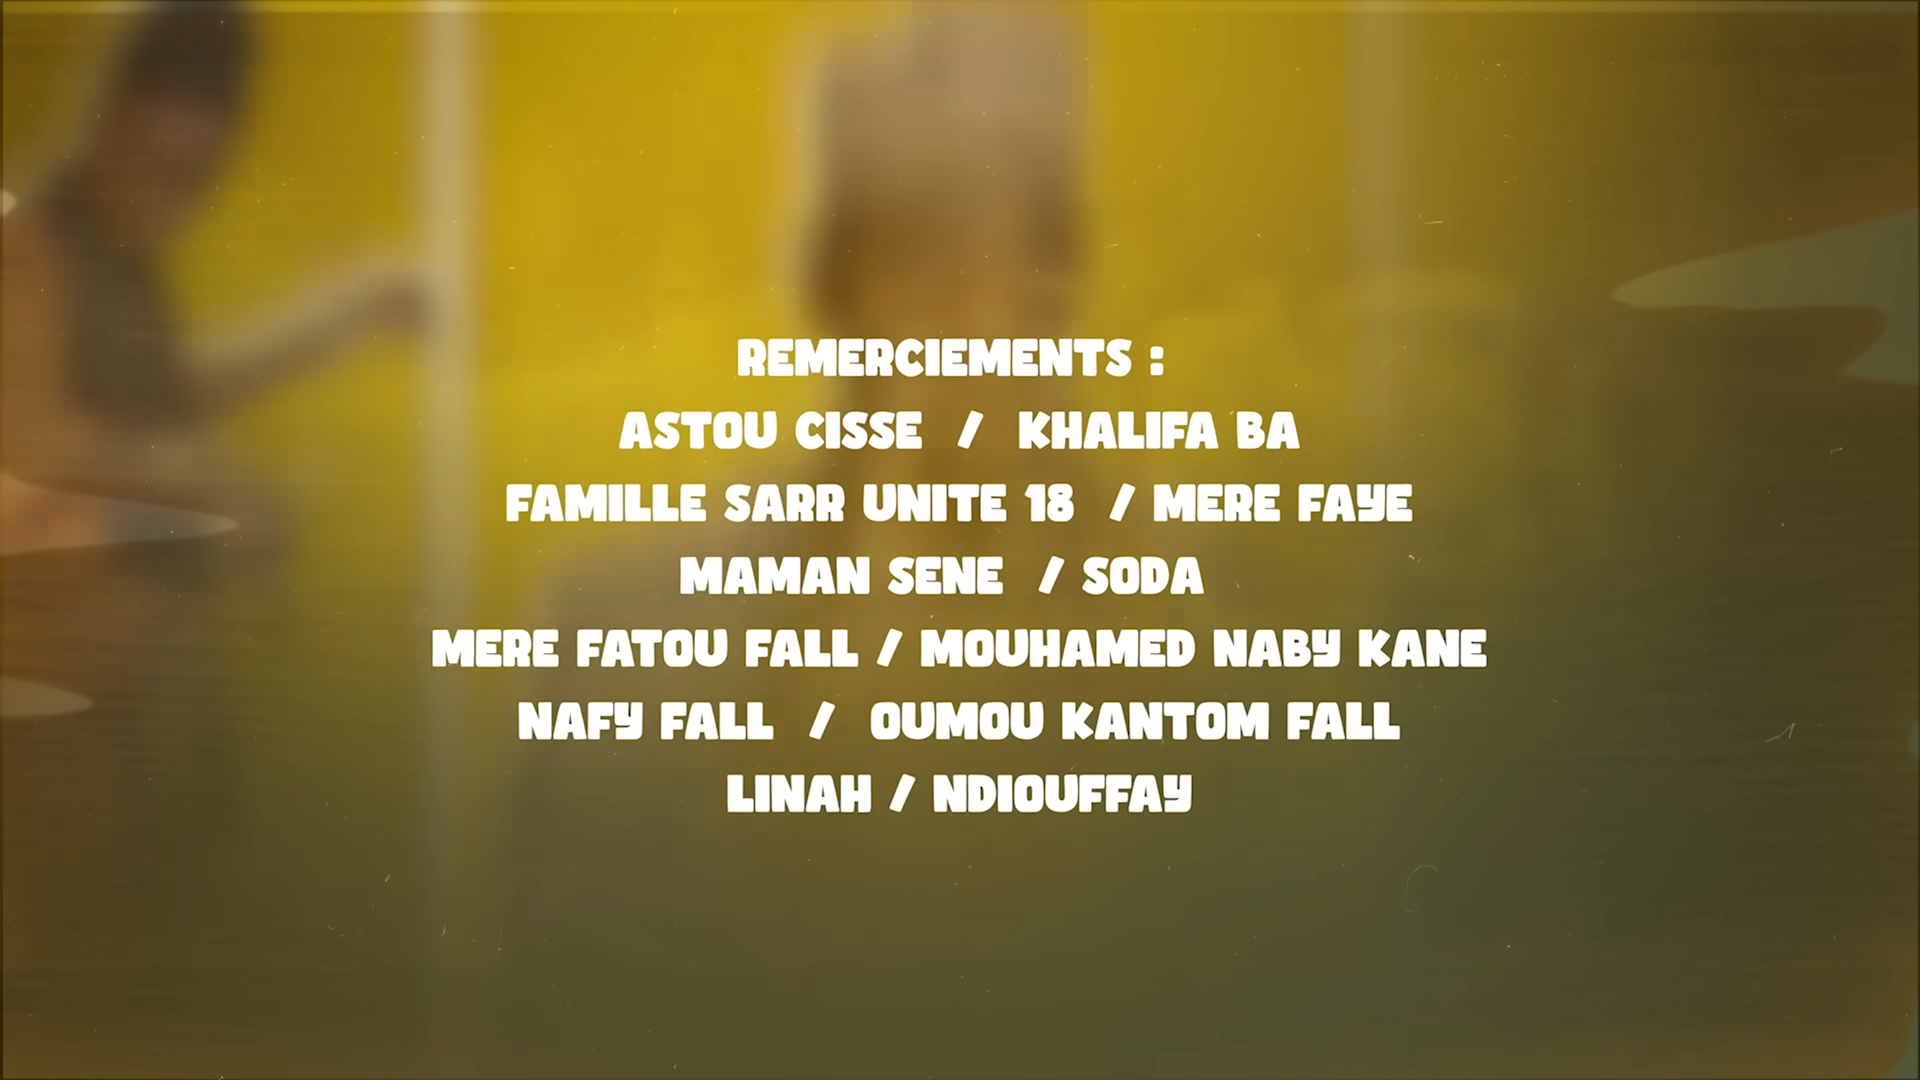 REMERCIEMENTS :
ASTOU CISSE / KHALIFA BA
FAMILLE SARR UNITE 18 / MERE FAYE
MAMAN SENE / SODA
MERE FATOU FALL / MOUHAMED NABY KANE
NAFY FALL / OUMOU KANTOM FALL
LINAH / NDIOUFFAY